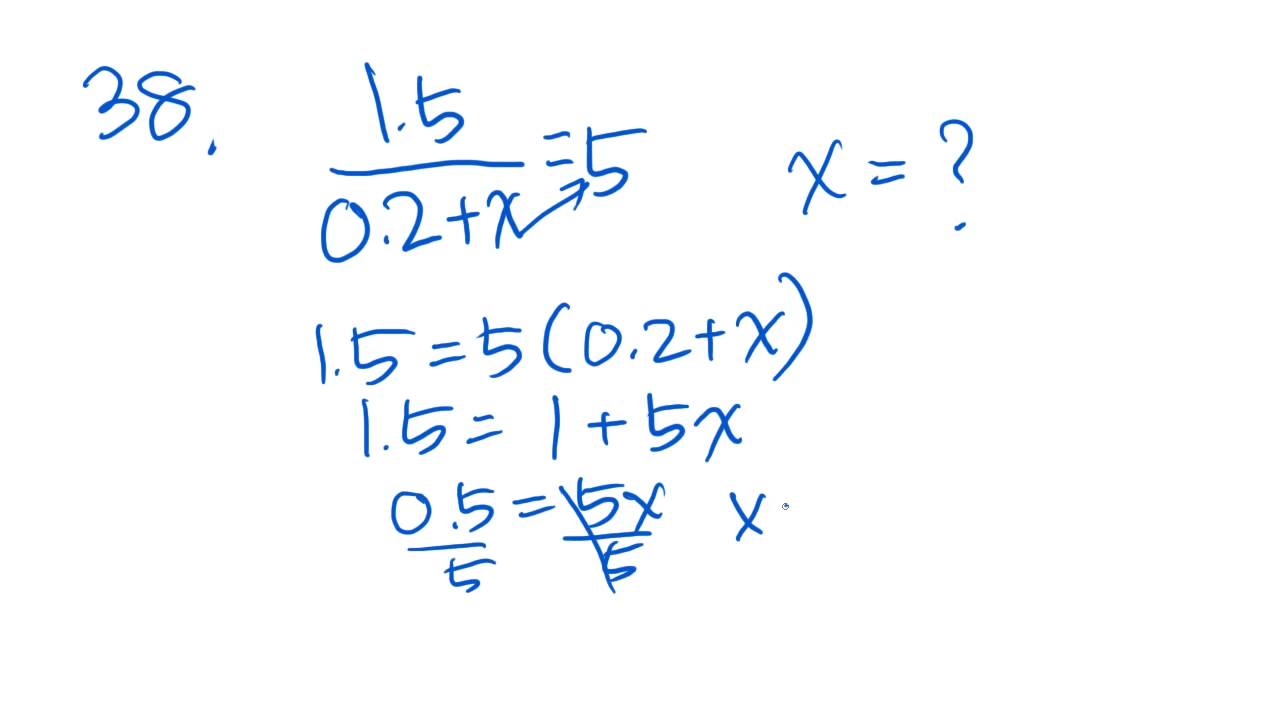 38. 1.5/(0.2+x) = 5 x = ?
1.5 = 5(0.2+x)
1.5 = 1 + 5x
0.5/5 = 5x/5 x